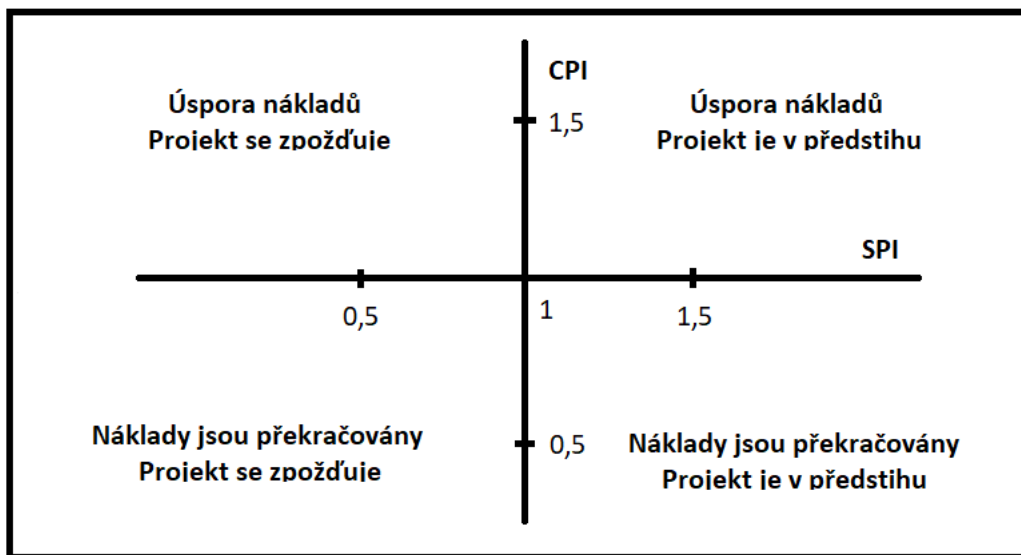 CPI
Úspora nákladů
Projekt se zpožďuje
1,5
Úspora nákladů
Projekt je v předstihu
SPI
0,5
1
1,5
Náklady jsou překračovány
Projekt se zpožďuje
0,5
Náklady jsou překračovány
Projekt je v předstihu